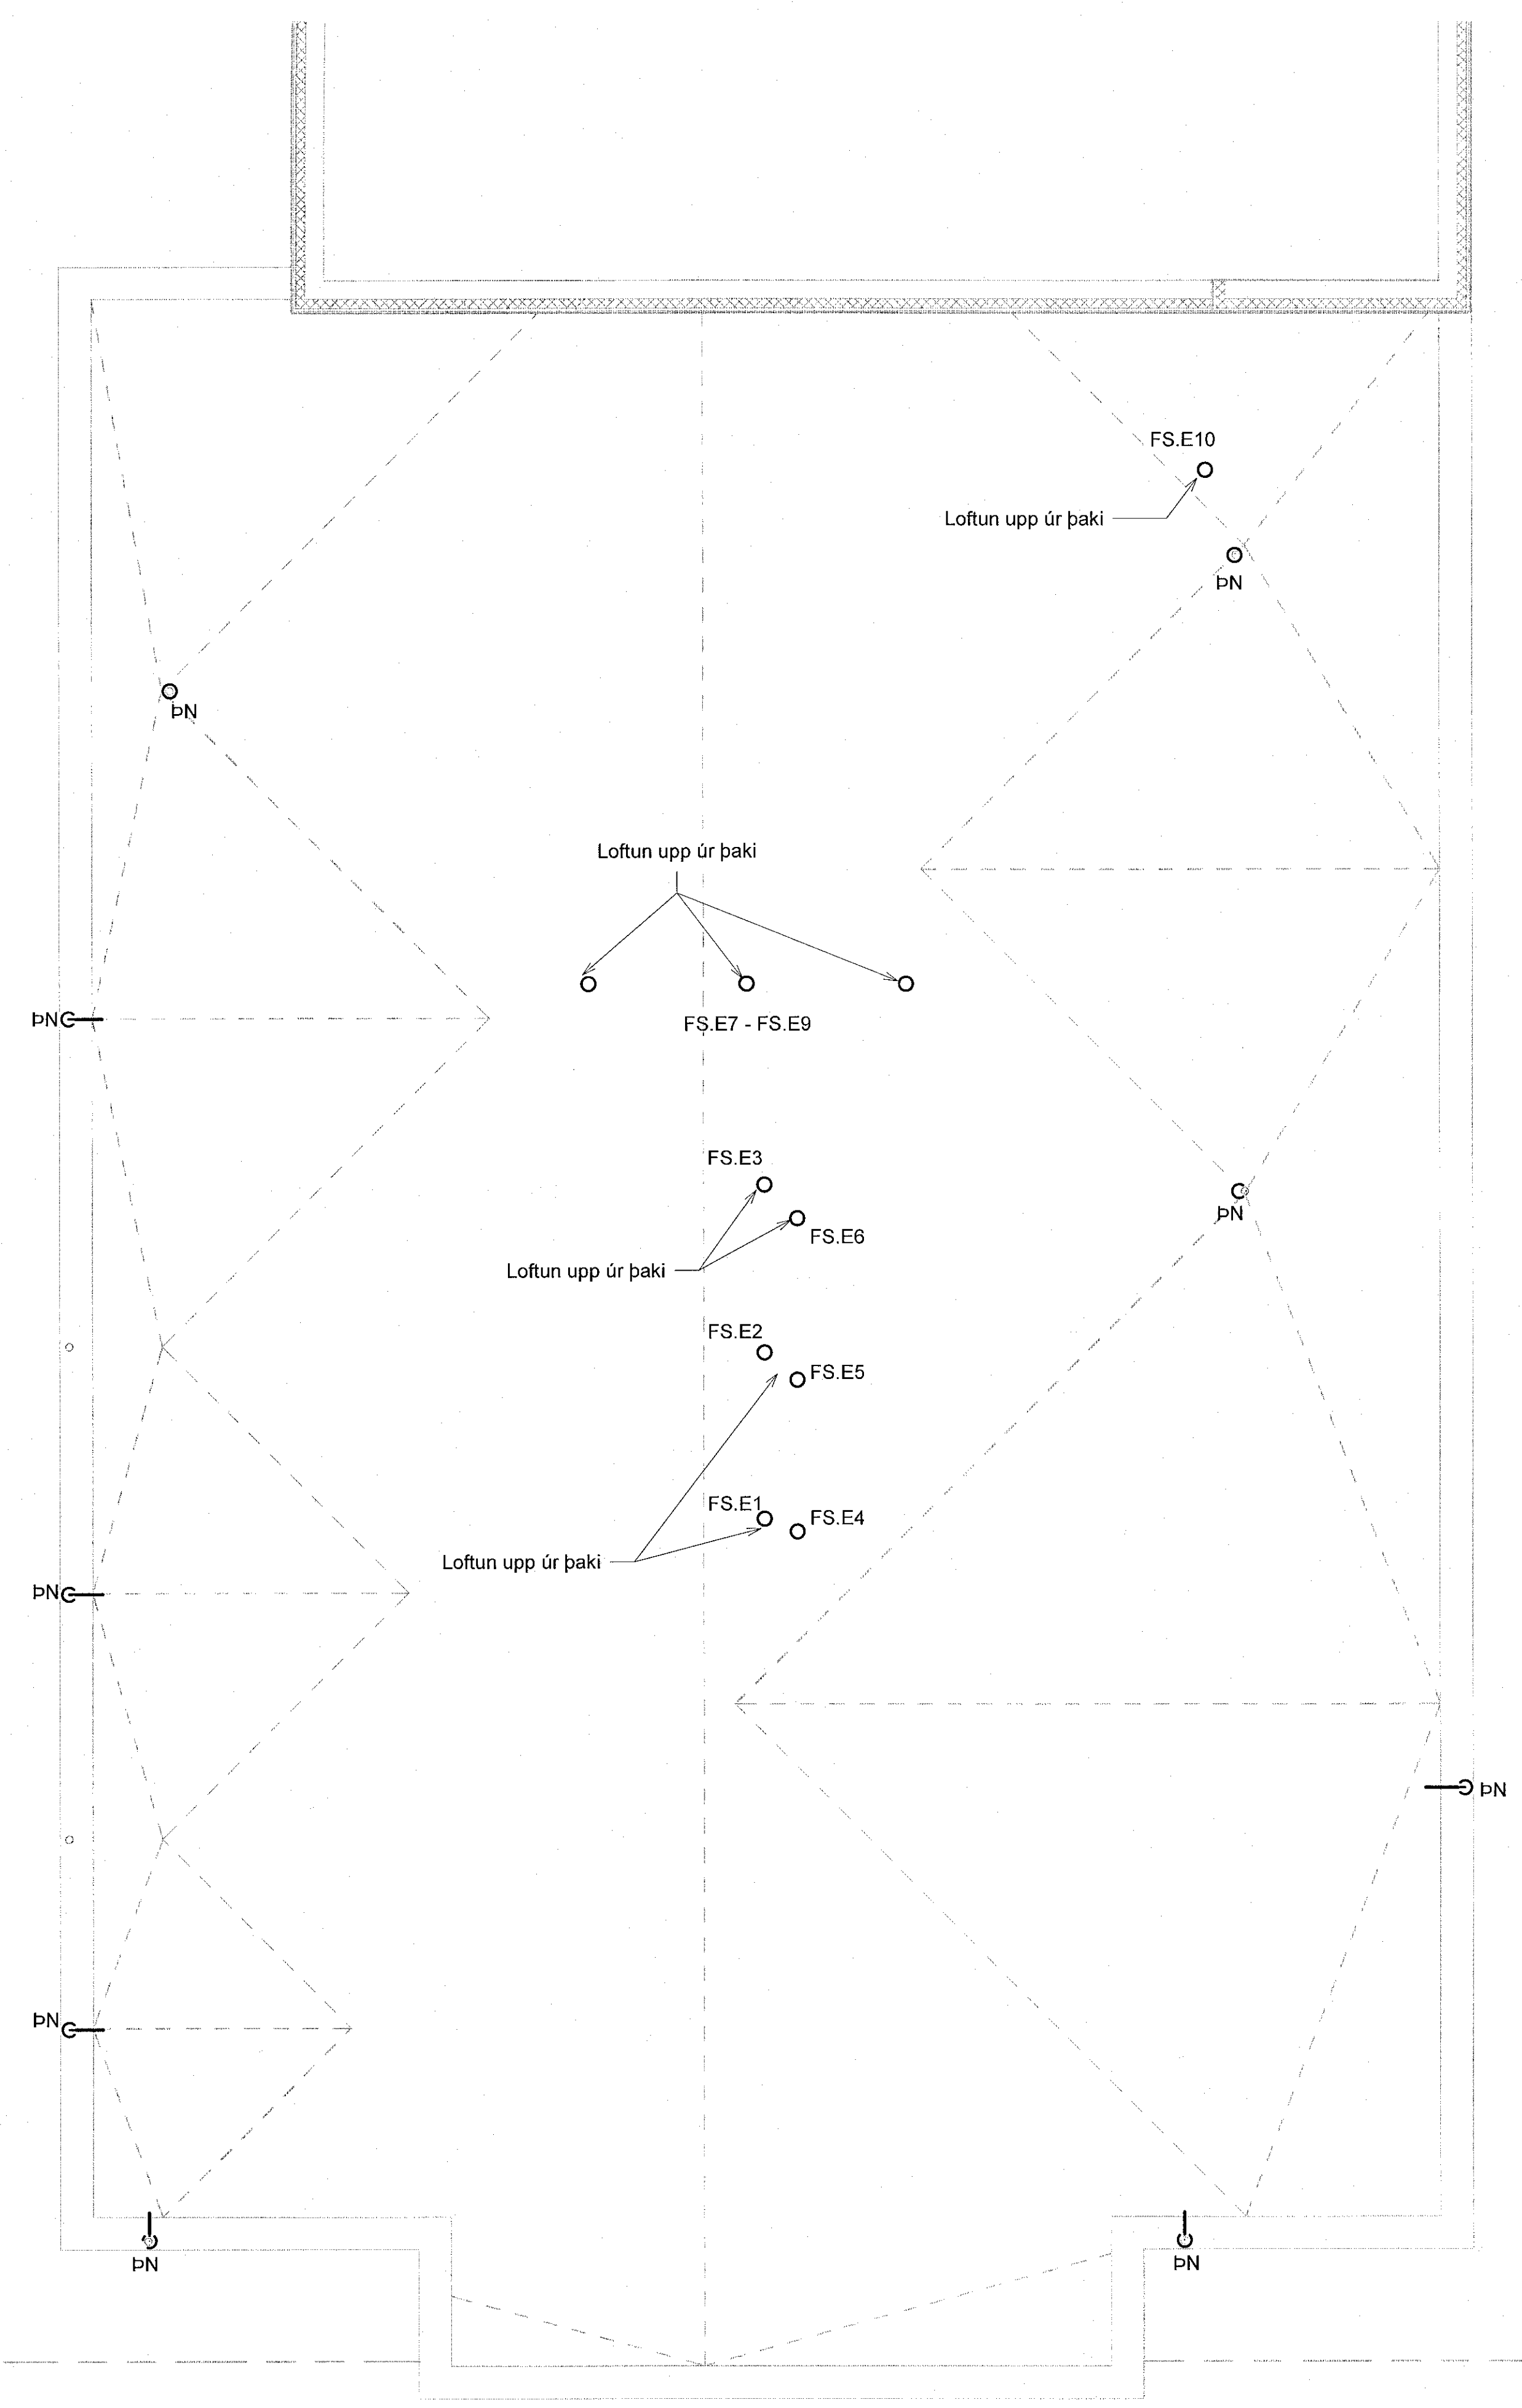 FS.E10
Loftun upp úr þaki
ÞN
ÞN
Loftun upp úr þaki
FS.E7 - FS.E9
ÞN
FS.E3
ÞN
FS.E6
Loftun upp úr þaki
FS.E2
FS.E5
FS.E1
FS.E4
Loftun upp úr þaki
ÞN
ÞN
ÞN
ÞN
ÞN